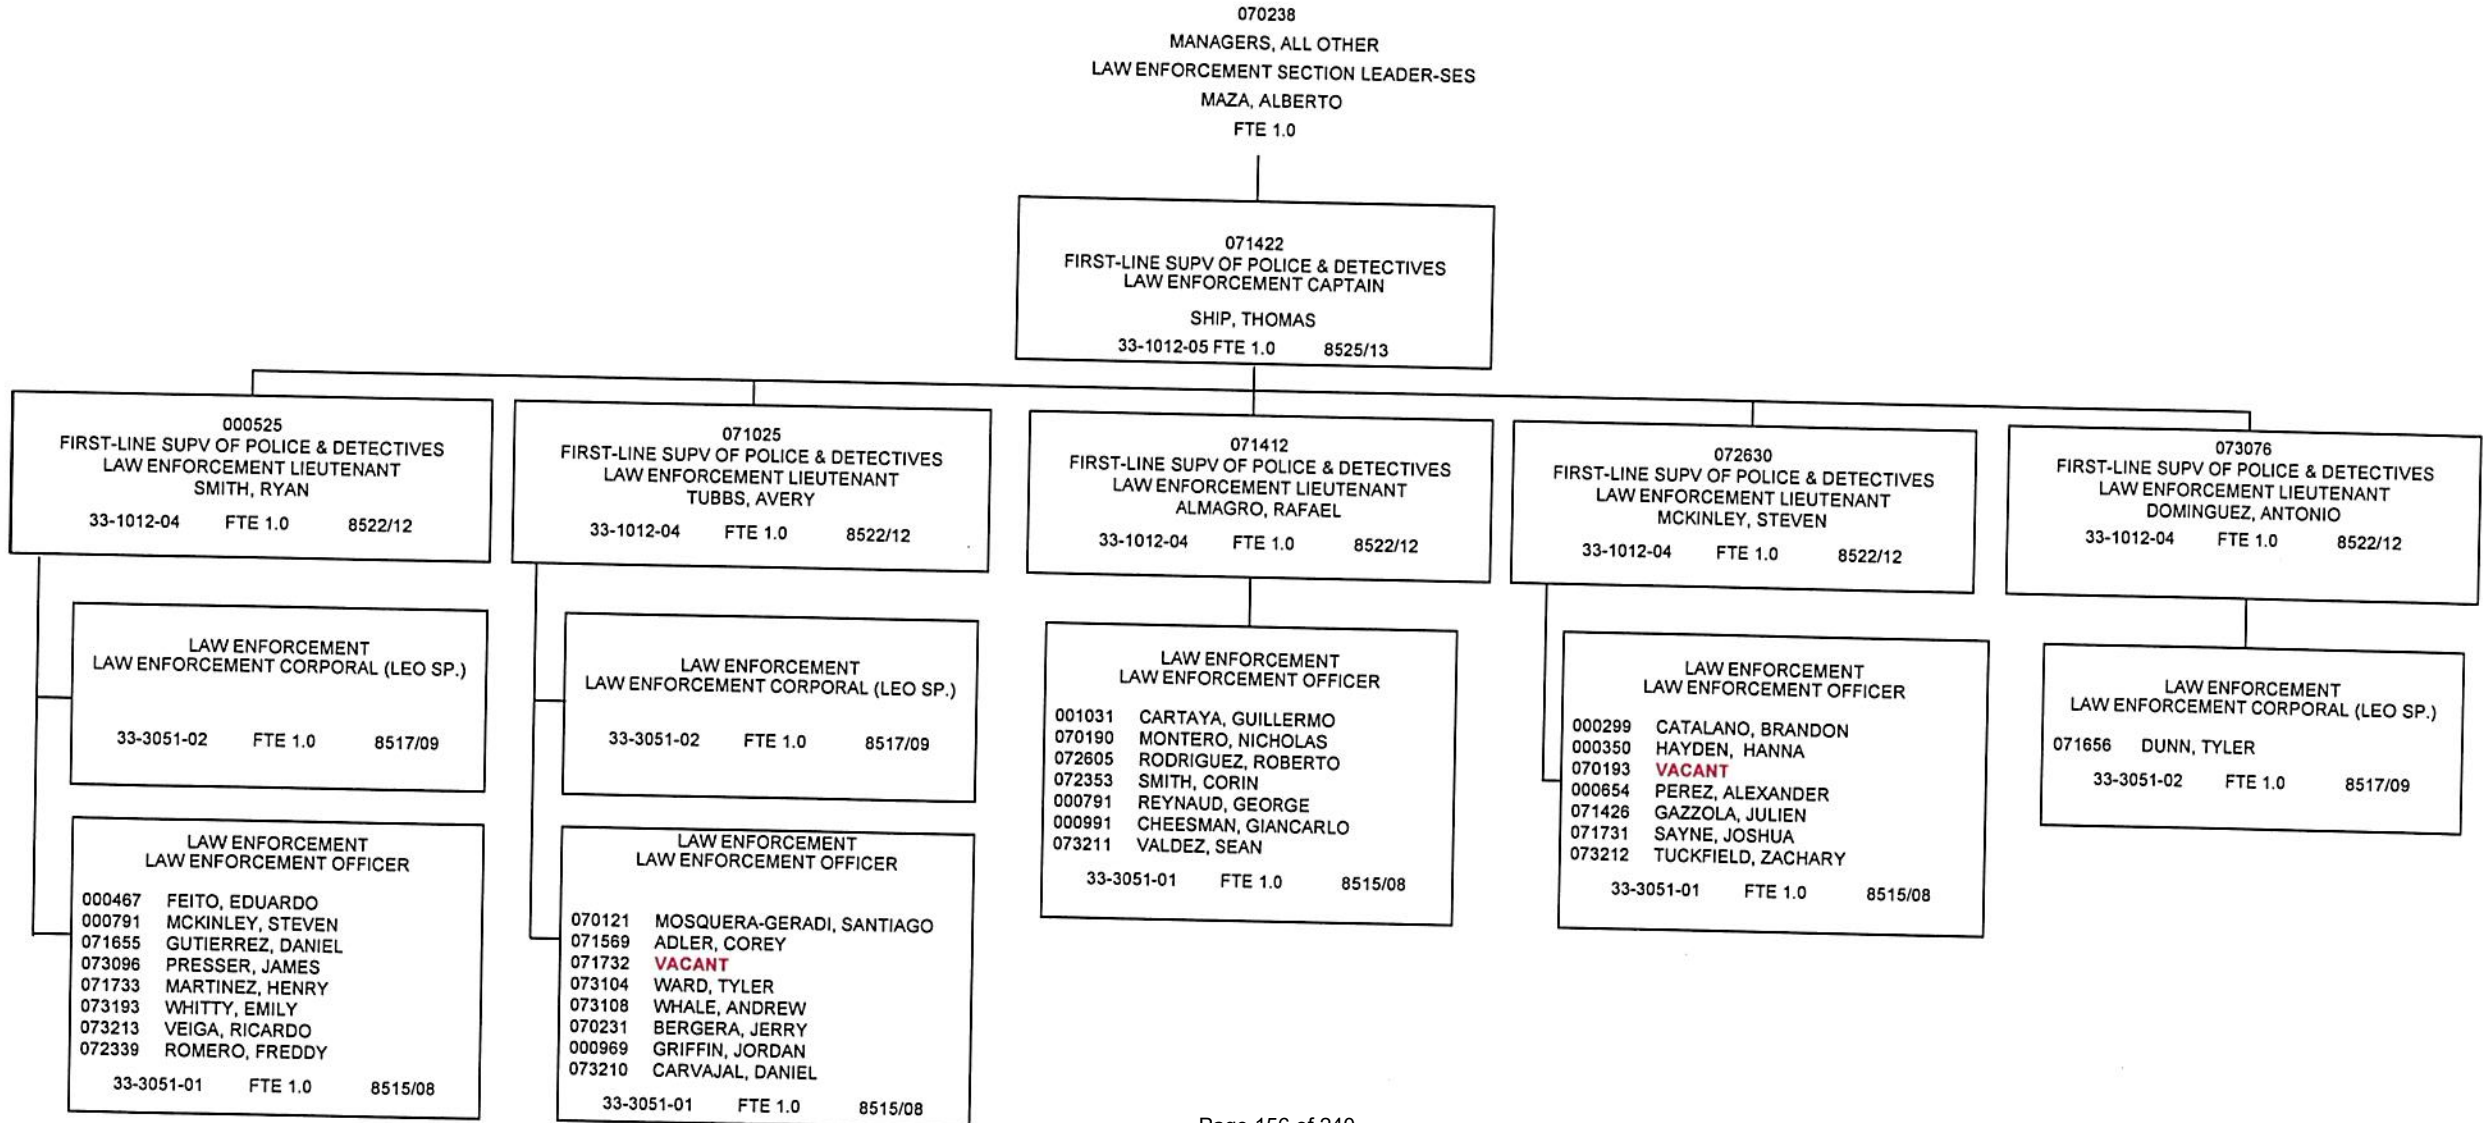 070238
MANAGERS, ALL OTHER
LAW ENFORCEMENT SECTION LEADER-SES
MAZA, ALBERTO
FTE 1.0
071422
FIRST-LINE SUPV OF POLICE & DETECTIVES
LAW ENFORCEMENT CAPTAIN
SHIP, THOMAS
33-1012-05 FTE 1.0 8525/13
000525
FIRST-LINE SUPV OF POLICE & DETECTIVES
LAW ENFORCEMENT LIEUTENANT
SMITH, RYAN
33-1012-04 FTE 1.0 8522/12
071025
FIRST-LINE SUPV OF POLICE & DETECTIVES
LAW ENFORCEMENT LIEUTENANT
TUBBS, AVERY
33-1012-04 FTE 1.0 8522/12
071412
FIRST-LINE SUPV OF POLICE & DETECTIVES
LAW ENFORCEMENT LIEUTENANT
ALMAGRO, RAFAEL
33-1012-04 FTE 1.0 8522/12
072630
FIRST-LINE SUPV OF POLICE & DETECTIVES
LAW ENFORCEMENT LIEUTENANT
MCKINLEY, STEVEN
33-1012-04 FTE 1.0 8522/12
073076
FIRST-LINE SUPV OF POLICE & DETECTIVES
LAW ENFORCEMENT LIEUTENANT
DOMINGUEZ, ANTONIO
33-1012-04 FTE 1.0 8522/12
LAW ENFORCEMENT
LAW ENFORCEMENT CORPORAL (LEO SP.)
33-3051-02 FTE 1.0 8517/09
LAW ENFORCEMENT
LAW ENFORCEMENT OFFICER
000467 FEITO, EDUARDO
000791 MCKINLEY, STEVEN
071655 GUTIERREZ, DANIEL
073096 PRESSER, JAMES
071733 MARTINEZ, HENRY
073193 WHITTY, EMILY
073213 VEIGA, RICARDO
072339 ROMERO, FREDDY
33-3051-01 FTE 1.0 8515/08
LAW ENFORCEMENT
LAW ENFORCEMENT CORPORAL (LEO SP.)
33-3051-02 FTE 1.0 8517/09
LAW ENFORCEMENT
LAW ENFORCEMENT OFFICER
070121 MOSQUERA-GERADI, SANTIAGO
071569 ADLER, COREY
071732 VACANT
073104 WARD, TYLER
073108 WHALE, ANDREW
070231 BERGERA, JERRY
000969 GRIFFIN, JORDAN
073210 CARVAJAL, DANIEL
33-3051-01 FTE 1.0 8515/08
LAW ENFORCEMENT
LAW ENFORCEMENT OFFICER
001031 CARTAYA, GUILLERMO
070190 MONTERO, NICHOLAS
072605 RODRIGUEZ, ROBERTO
072353 SMITH, CORIN
000791 REYNAUD, GEORGE
000991 CHEESMAN, GIANCARLO
073211 VALDEZ, SEAN
33-3051-01 FTE 1.0 8515/08
LAW ENFORCEMENT
LAW ENFORCEMENT OFFICER
000299 CATALANO, BRANDON
000350 HAYDEN, HANNA
070193 VACANT
000654 PEREZ, ALEXANDER
071426 GAZZOLA, JULIEN
071731 SAYNE, JOSHUA
073212 TUCKFIELD, ZACHARY
33-3051-01 FTE 1.0 8515/08
LAW ENFORCEMENT
LAW ENFORCEMENT CORPORAL (LEO SP.)
071656 DUNN, TYLER
33-3051-02 FTE 1.0 8517/09
Page 156 of 240